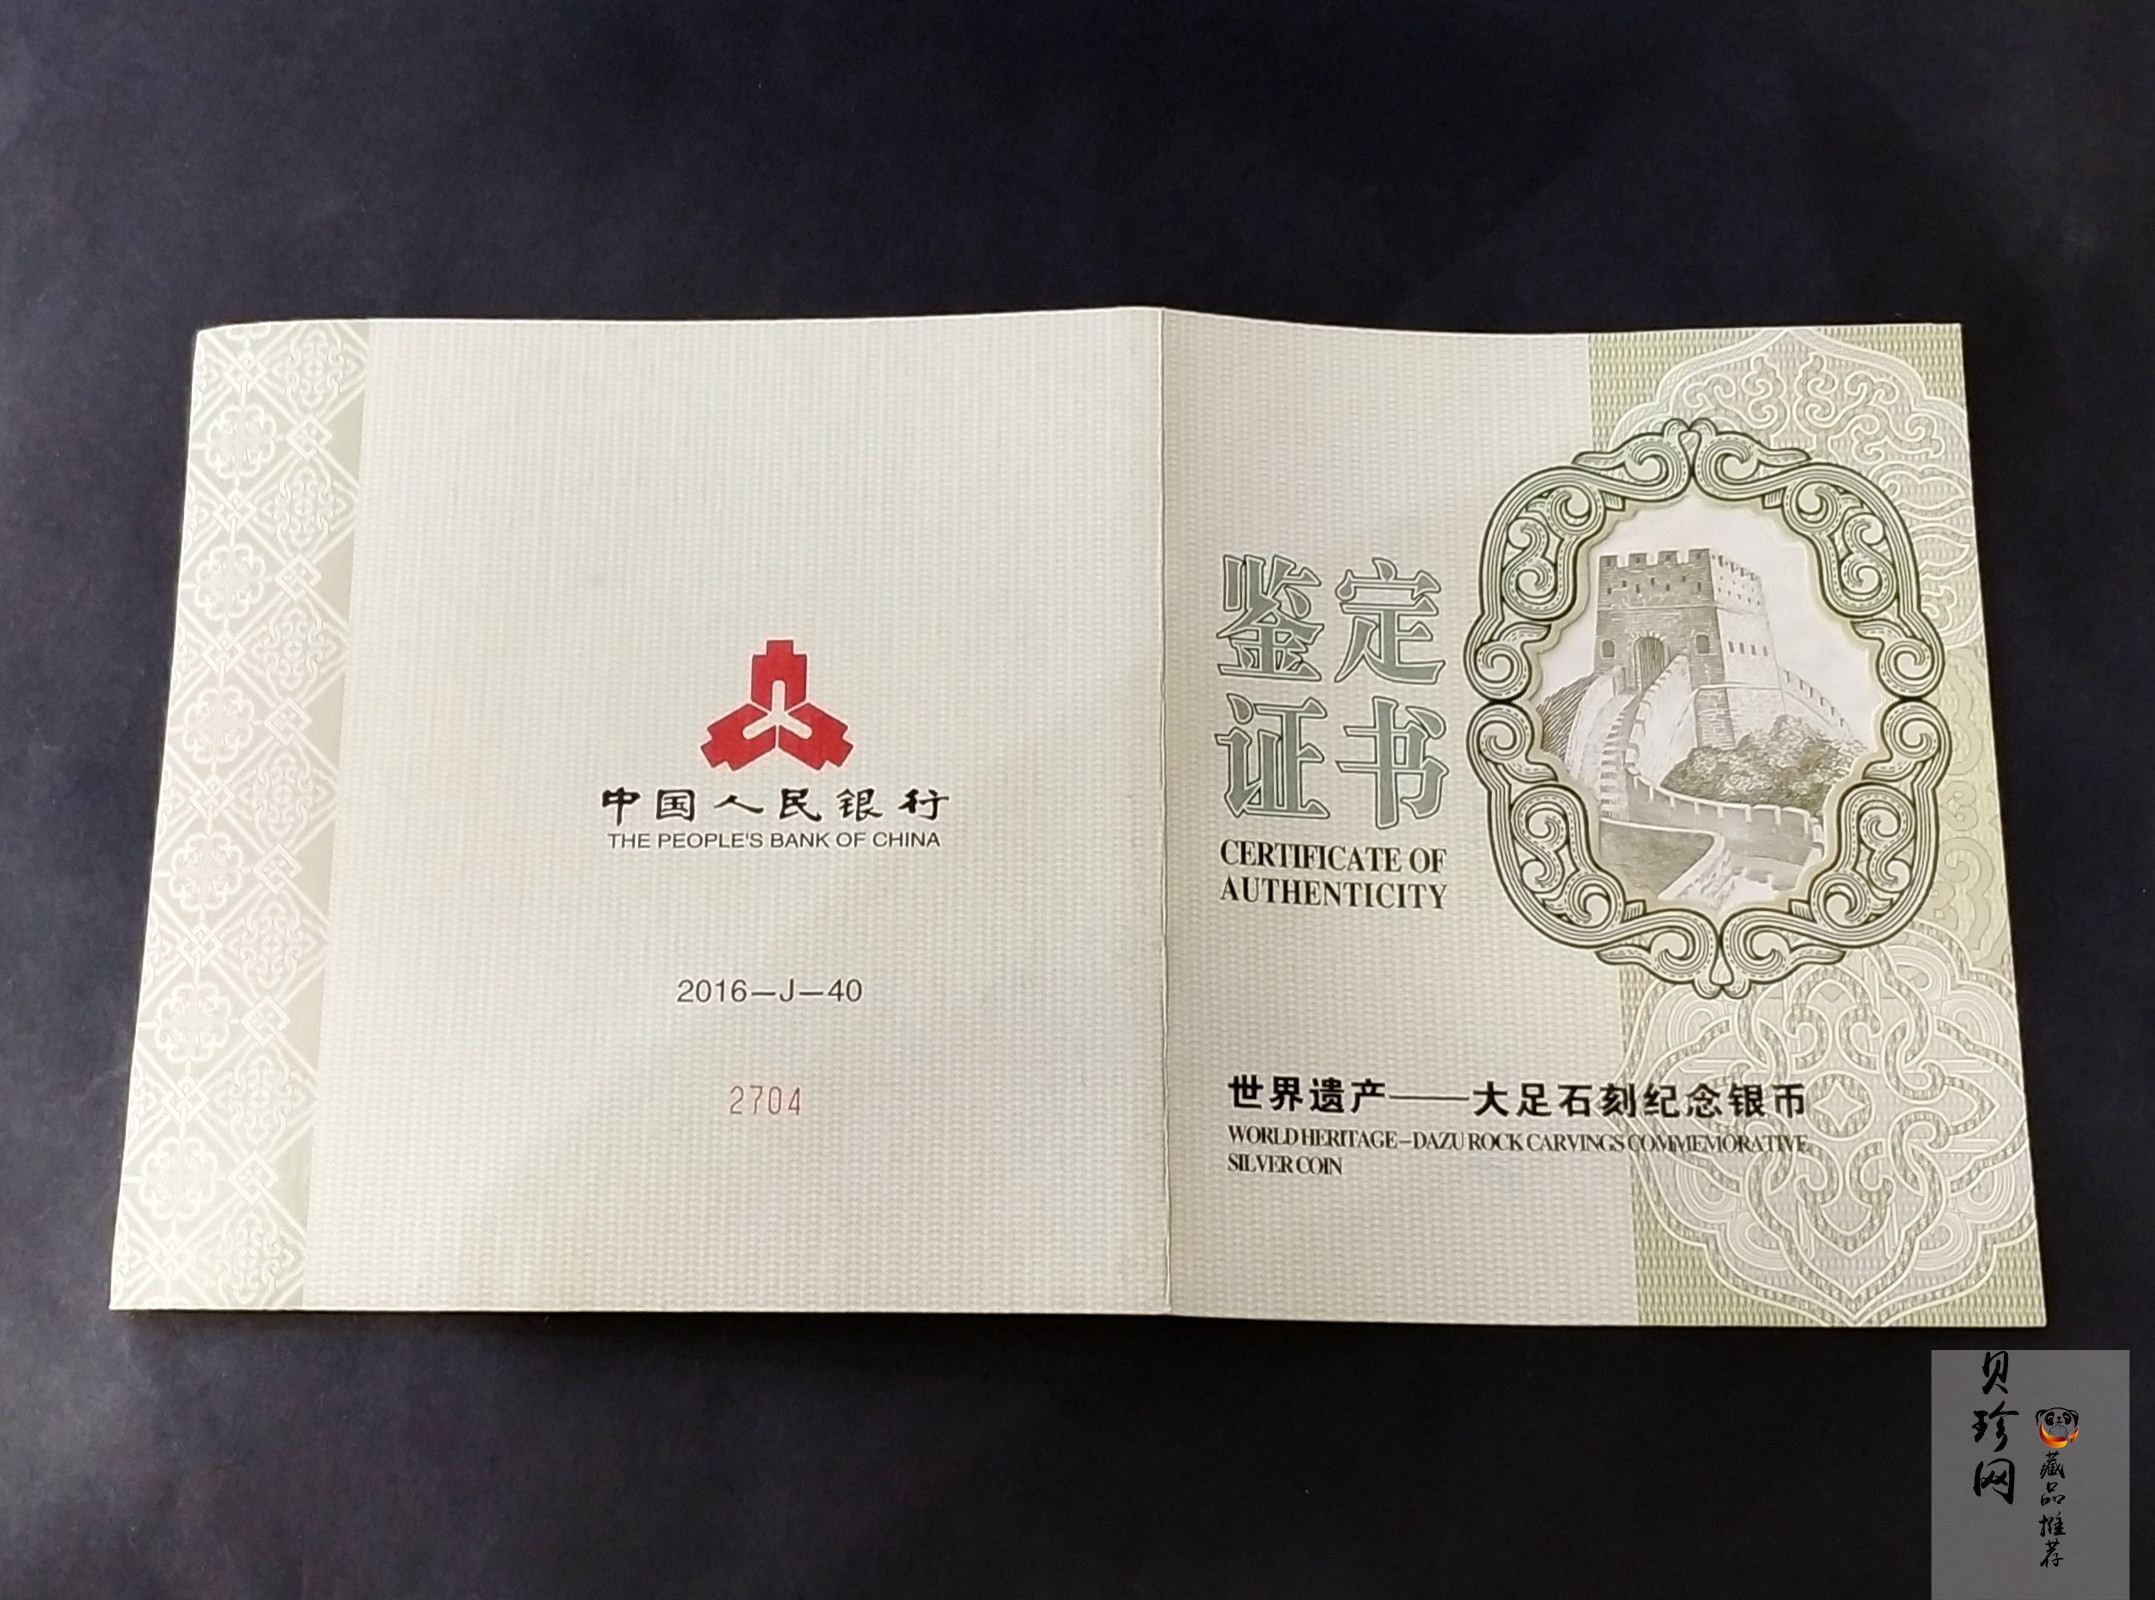 中国人民银行
THE PEOPLE'S BANK OF CHINA
2016—J—40
2704
鉴定
证书
CERTIFICATE OF
AUTHENTICITY
世界遗产——大足石刻纪念银币
WORLD HERITAGE–DAZU ROCK CARVINGS COMMEMORATIVE
SILVER COIN
贝珍网
藏品推荐